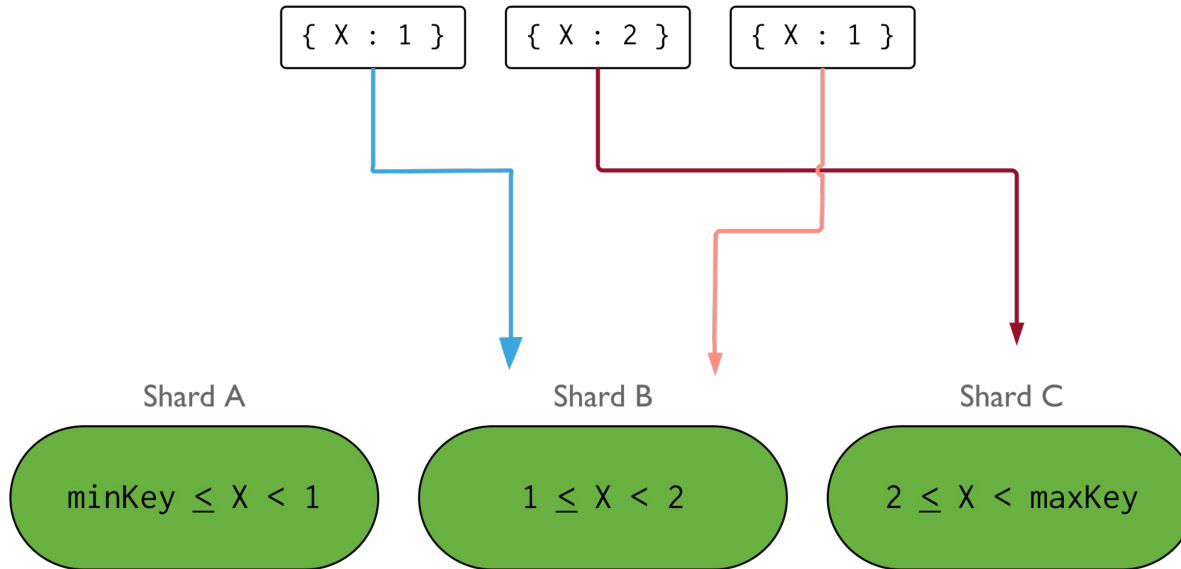 { X : 1 }
{ X : 2 }
{ X : 1 }
Shard A
Shard B
Shard C
minKey ≤ X < 1
1 ≤ X < 2
2 ≤ X < maxKey